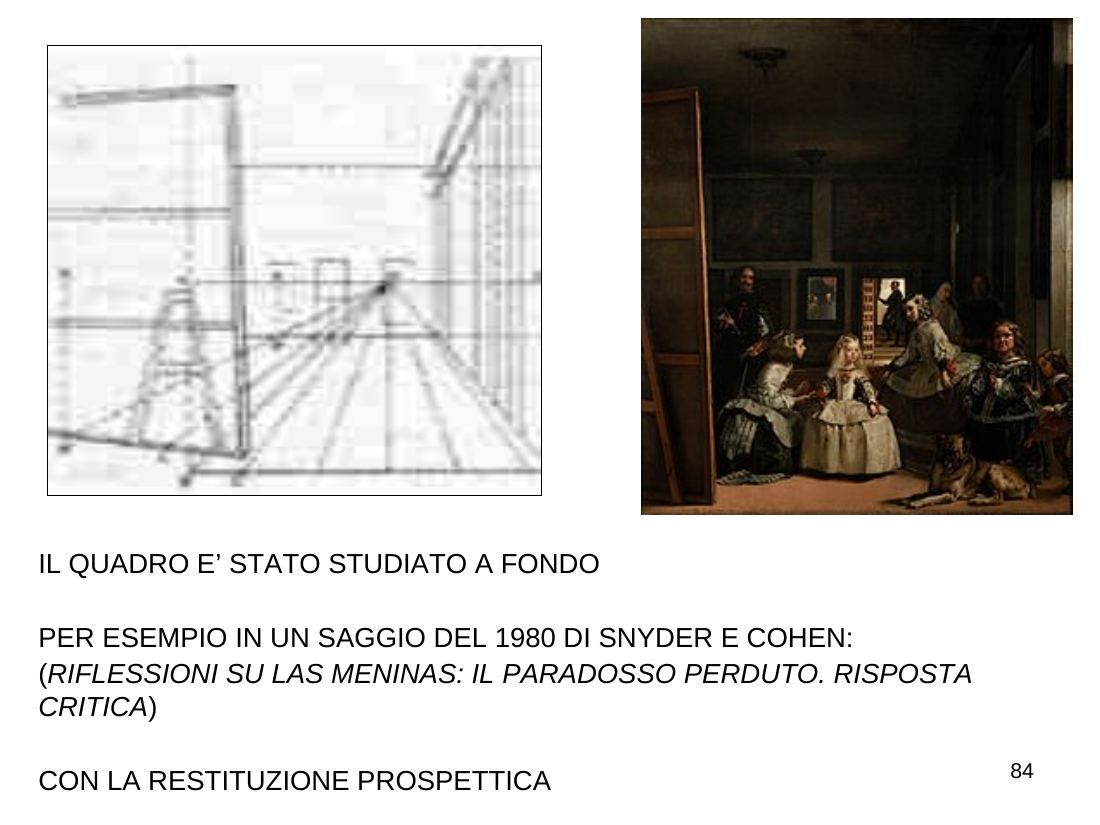 IL QUADRO E’ STATO STUDIATO A FONDO
PER ESEMPIO IN UN SAGGIO DEL 1980 DI SNYDER E COHEN:
(RIFLESSIONI SU LAS MENINAS: IL PARADOSSO PERDUTO. RISPOSTA
CRITICA)
CON LA RESTITUZIONE PROSPETTICA
84